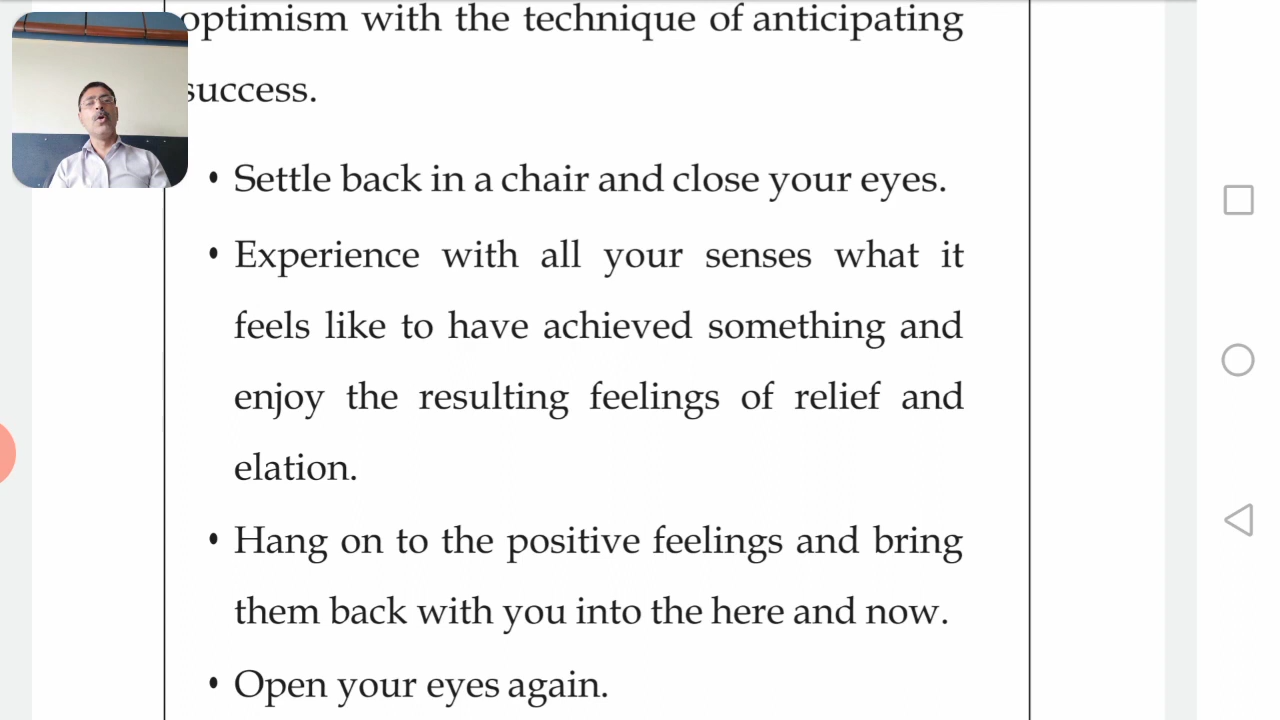 optimism with the technique of anticipating
success.
• Settle back in a chair and close your eyes.
• Experience with all your senses what it
feels like to have achieved something and
enjoy the resulting feelings of relief and
elation.
• Hang on to the positive feelings and bring
them back with you into the here and now.
• Open your eyes again.